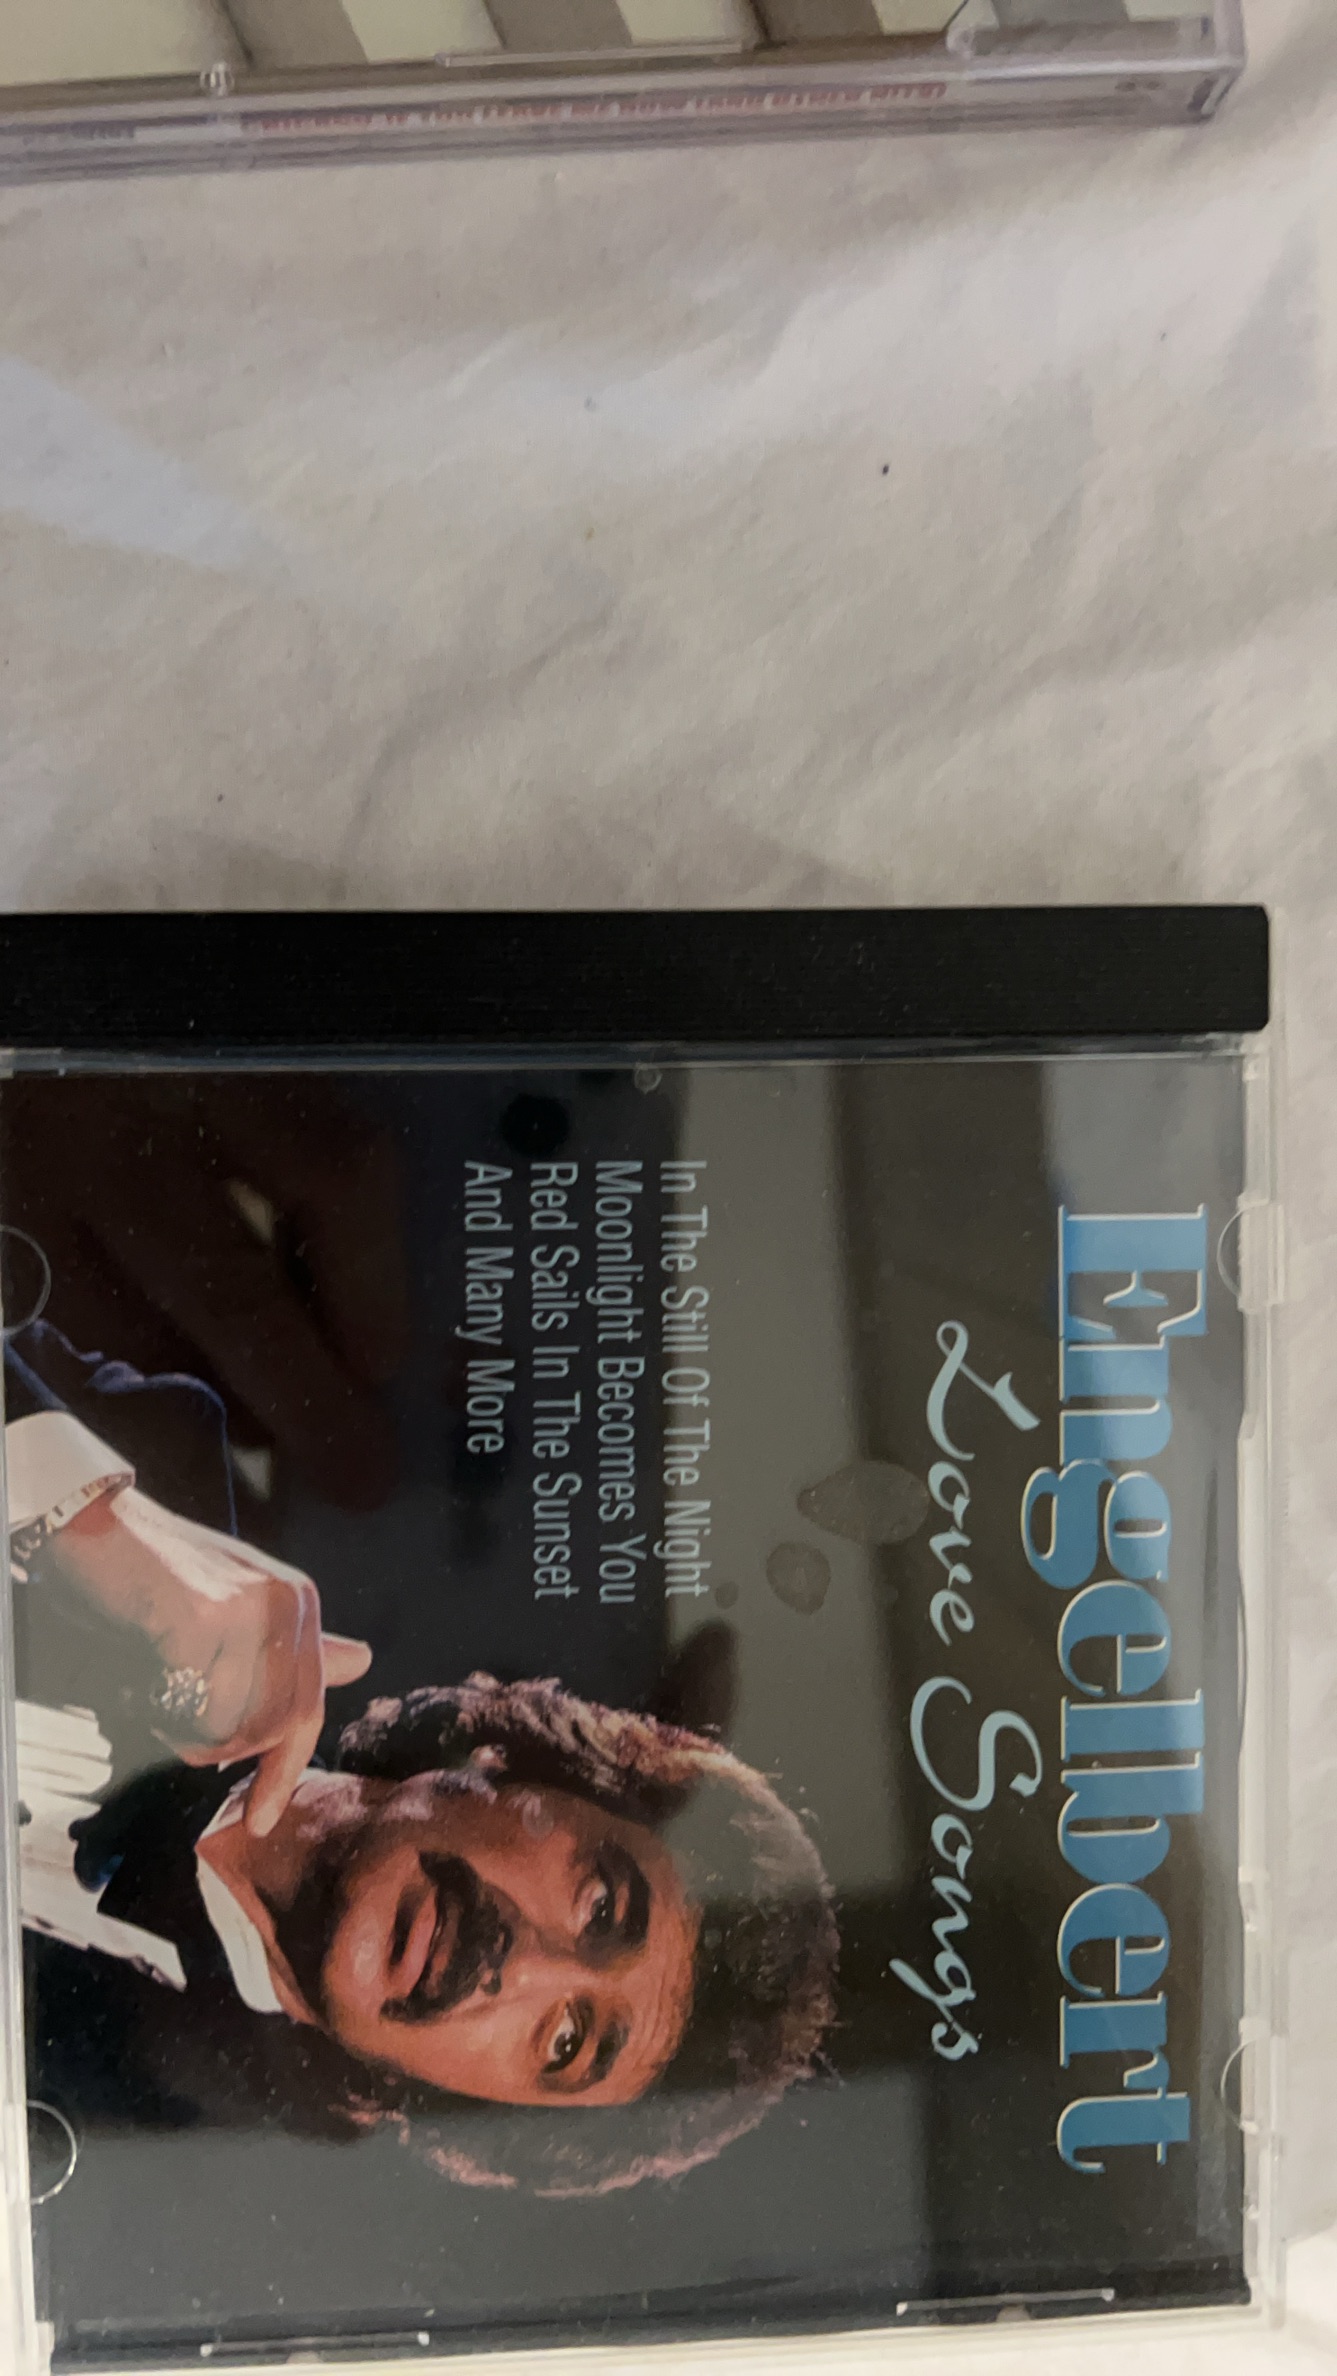 Engelbert
Love Songs
In The Still Of The Night
Moonlight Becomes You
Red Sails In The Sunset
And Many More